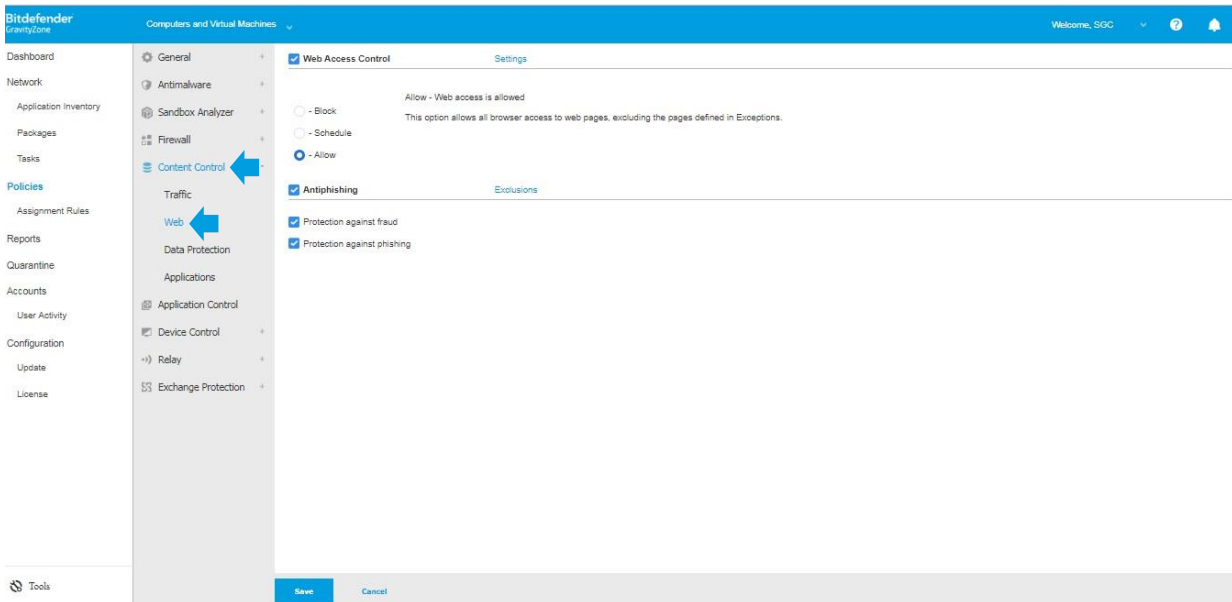 Bitdefender
GravityZone
Computers and Virtual Machines
Welcome, SGC
Dashboard
Network
Application Inventory
Packages
Tasks
Policies
Assignment Rules
Reports
Quarantine
Accounts
User Activity
Configuration
Update
License
Tools
General +
Antimalware +
Sandbox Analyzer +
Firewall +
Content Control
Traffic
Web
Data Protection
Applications
Application Control
Device Control +
Relay +
Exchange Protection +
Web Access Control Settings
- Block
- Schedule
- Allow
Allow - Web access is allowed
This option allows all browser access to web pages, excluding the pages defined in Exceptions.
Antiphishing Exclusions
Protection against fraud
Protection against phishing
Save Cancel